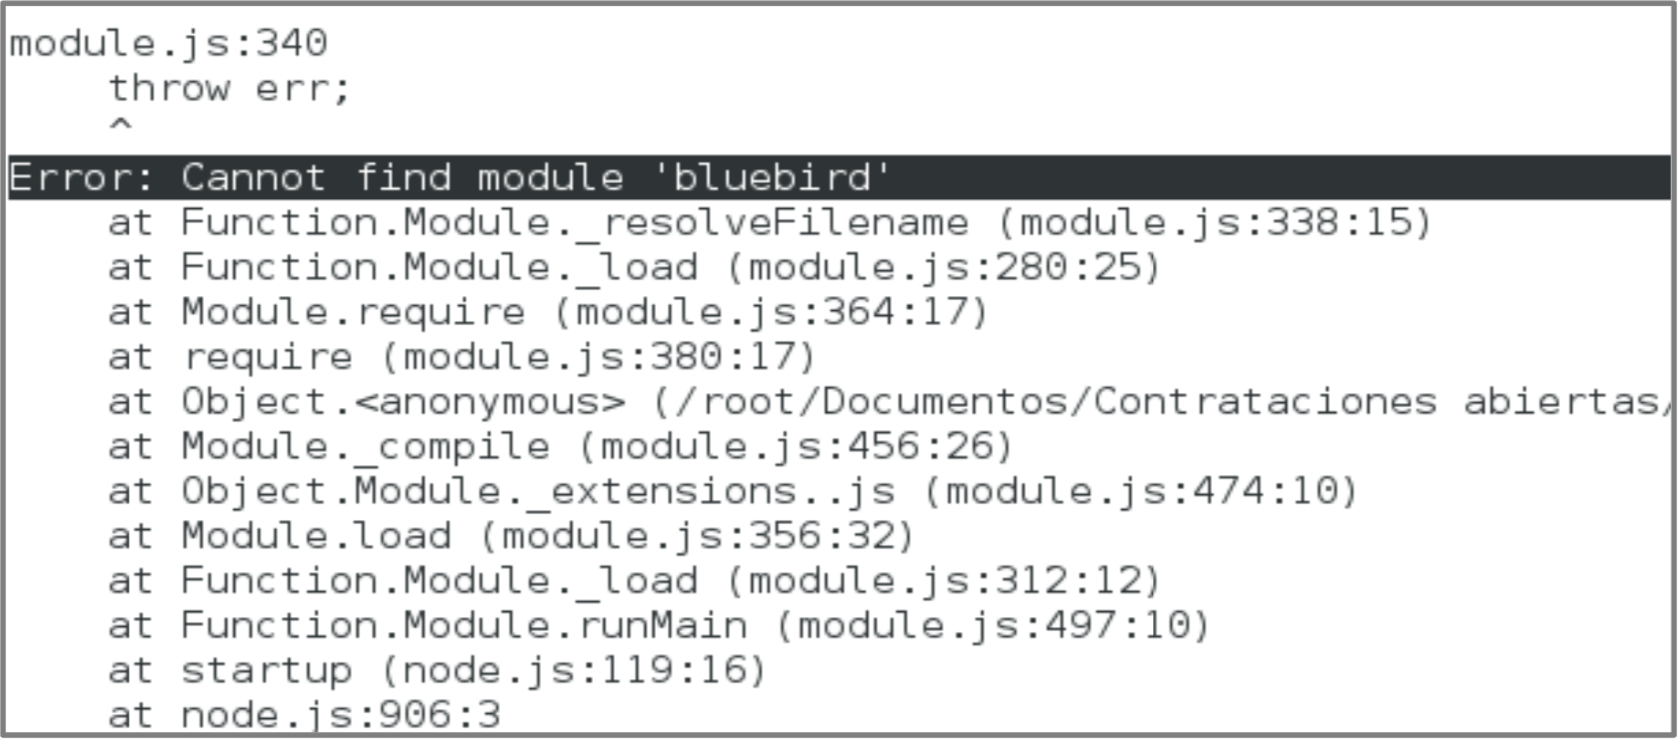 module.js:340
    throw err;
    ^
Error: Cannot find module 'bluebird'
    at Function.Module._resolveFilename (module.js:338:15)
    at Function.Module._load (module.js:280:25)
    at Module.require (module.js:364:17)
    at require (module.js:380:17)
    at Object.<anonymous> (/root/Documentos/Contrataciones abiertas/
    at Module._compile (module.js:456:26)
    at Object.Module._extensions..js (module.js:474:10)
    at Module.load (module.js:356:32)
    at Function.Module._load (module.js:312:12)
    at Function.Module.runMain (module.js:497:10)
    at startup (node.js:119:16)
    at node.js:906:3